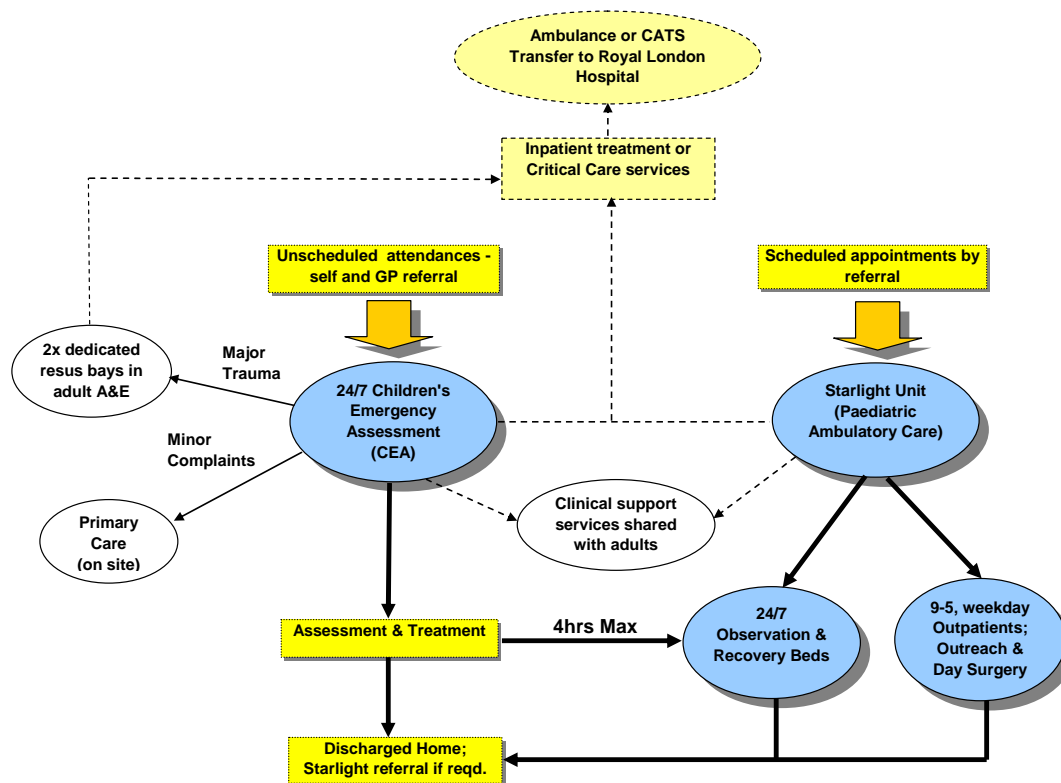 Ambulance or CATS
Transfer to Royal London
Hospital
Inpatient treatment or
Critical Care services
Unscheduled attendances -
self and GP referral
Scheduled appointments by
referral
2x dedicated
resus bays in
adult A&E
Major
Trauma
24/7 Children's
Emergency
Assessment
(CEA)
Starlight Unit
(Paediatric
Ambulatory Care)
Minor
Complaints
Primary
Care
(on site)
Clinical support
services shared
with adults
Assessment & Treatment
4hrs Max
24/7
Observation &
Recovery Beds
9-5, weekday
Outpatients;
Outreach &
Day Surgery
Discharged Home;
Starlight referral if reqd.